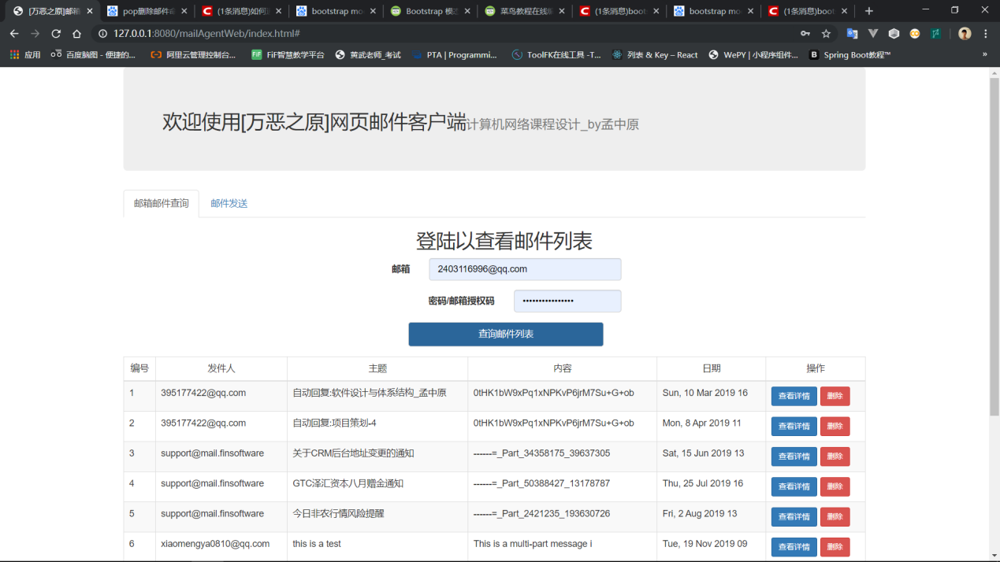 [万恶之原]邮箱
pop删除邮件命
(1条消息)如何
bootstrap mo
Bootstrap 模态
菜鸟教程在线编
(1条消息)boot
bootstrap mo
(1条消息)boot
127.0.0.1:8080/mailAgentWeb/index.html#
应用
百度脑图 - 便捷的...
阿里云管理控制台...
FiF智慧教学平台
黄武老师_考试
PTA | Programmi...
ToolFK在线工具 -T...
列表 & Key – React
WePY | 小程序组件...
Spring Boot教程™
»
欢迎使用[万恶之原]网页邮件客户端计算机网络课程设计_by孟中原
邮箱邮件查询 邮件发送
登陆以查看邮件列表
邮箱 2403116996@qq.com
密码/邮箱授权码 ••••••••••••••••
查询邮件列表
编号 发件人 主题 内容 日期 操作
1 395177422@qq.com 自动回复:软件设计与体系结构_孟中原 0tHK1bW9xPq1xNPKvP6jrM7Su+G+ob Sun, 10 Mar 2019 16 查看详情 删除
2 395177422@qq.com 自动回复:项目策划-4 0tHK1bW9xPq1xNPKvP6jrM7Su+G+ob Mon, 8 Apr 2019 11 查看详情 删除
3 support@mail.finsoftware 关于CRM后台地址变更的通知 ------=_Part_34358175_39637305 Sat, 15 Jun 2019 13 查看详情 删除
4 support@mail.finsoftware GTC泽汇资本八月赠金通知 ------=_Part_50388427_13178787 Thu, 25 Jul 2019 16 查看详情 删除
5 support@mail.finsoftware 今日非农行情风险提醒 ------=_Part_2421235_193630726 Fri, 2 Aug 2019 13 查看详情 删除
6 xiaomengya0810@qq.com this is a test This is a multi-part message i Tue, 19 Nov 2019 09 查看详情 删除